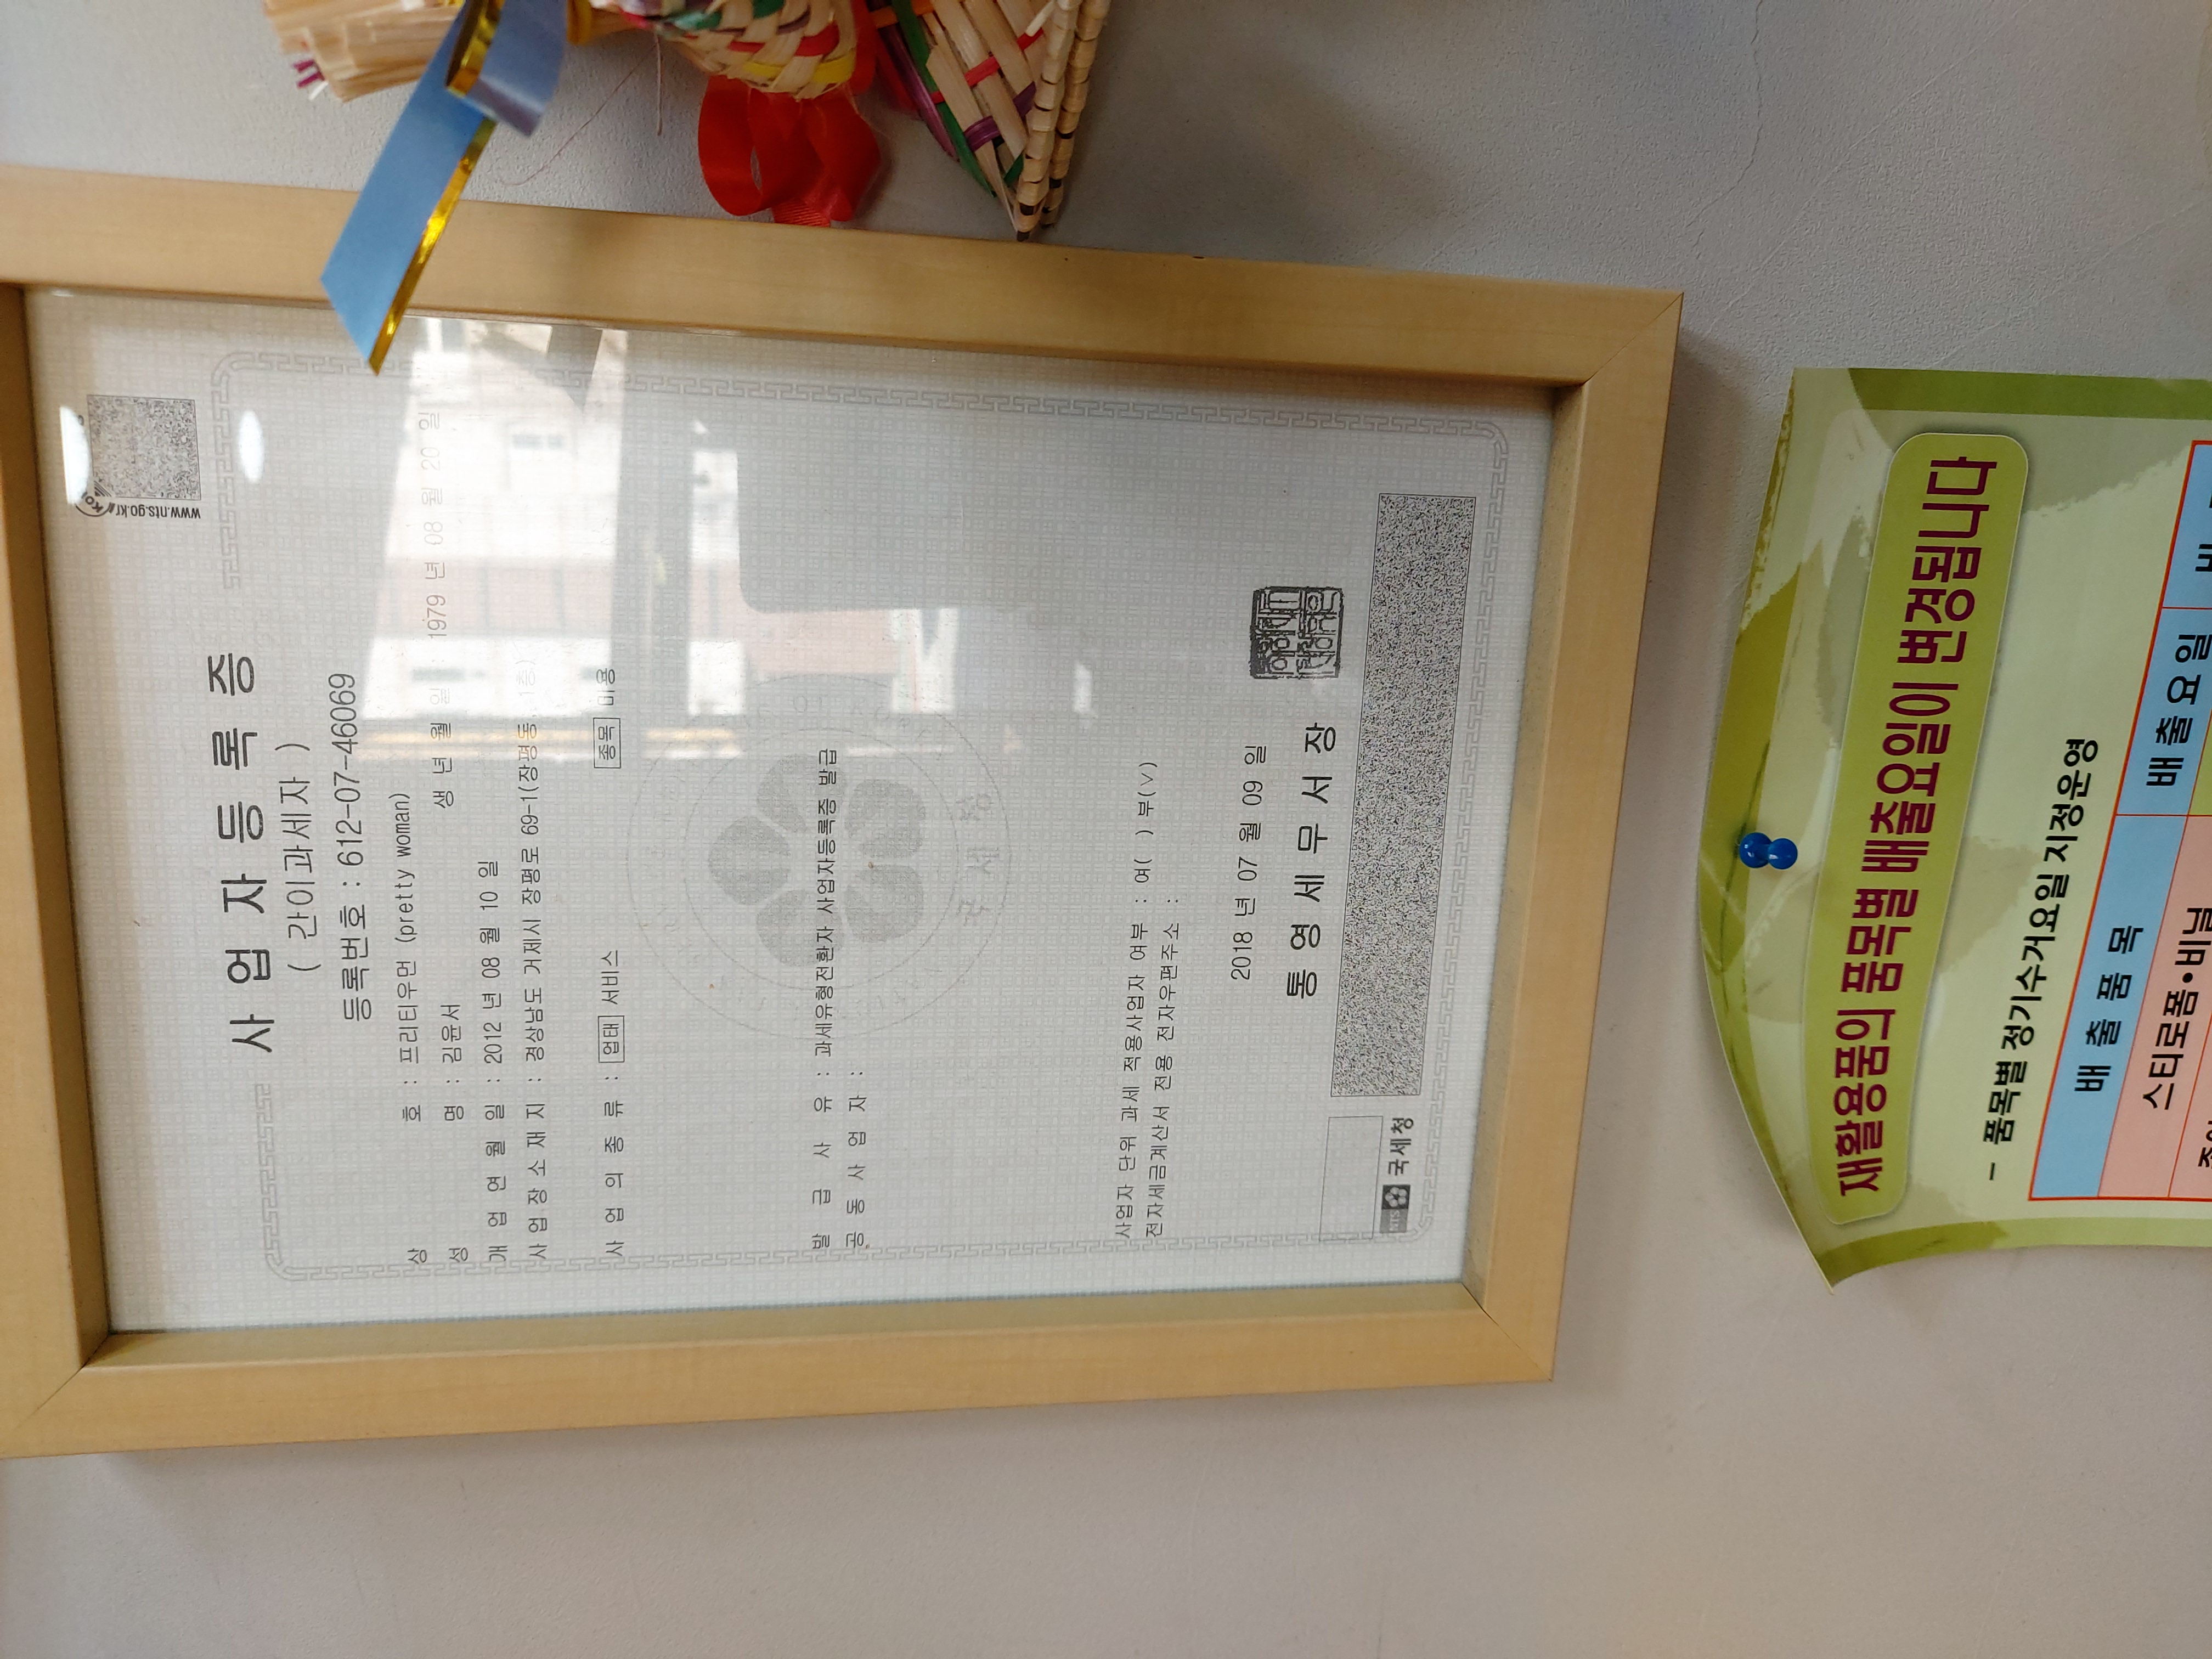 www.nts.go.kr
사업자등록증
( 간이과세자 )
등록번호 : 612-07-46069
상 호 : 프리티우먼 (pretty woman)
성 명 : 김윤서 생 년 월 일 : 1979 년 08 월 20 일
개 업 연 월 일 : 2012 년 08 월 10 일
사 업 장 소 재 지 : 경상남도 거제시 장평로 69-1(장평동, 1층)
사 업 의 종 류 : 업태 서비스 종목 미용
발 급 사 유 : 과세유형전환자 사업자등록증 발급
공 동 사 업 자 :
국세청
사업자 단위 과세 적용사업자 여부 : 여( ) 부(∨)
전자세금계산서 전용 전자우편주소 :
2018 년 07 월 09 일
통 영 세 무 서 장
NTS 국세청
재활용품의 품목별 배출요일이 변경됩니다
- 품목별 정기수거요일 지정운영
배 출 품 목 배출요일
스티로폼•비닐